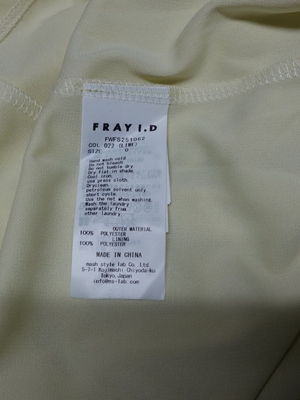 FRAY I.D
FWFS251062
COL 022 (LIME)
SIZE 0
Hand wash cold.
Do not bleach.
Do not tumble dry.
Dry flat in shade.
Cool iron.
use press cloth.
Dryclean,
petroleum solvent only,
short cycle.
Use the net when washing.
Wash the laundry
separately from
other laundry.
OUTER MATERIAL
100% POLYESTER
LINING
100% POLYESTER
MADE IN CHINA
mash style lab Co.,Ltd.
5-7-1 Kojimachi Chiyoda-ku
Tokyo,Japan
info@ms-lab.com